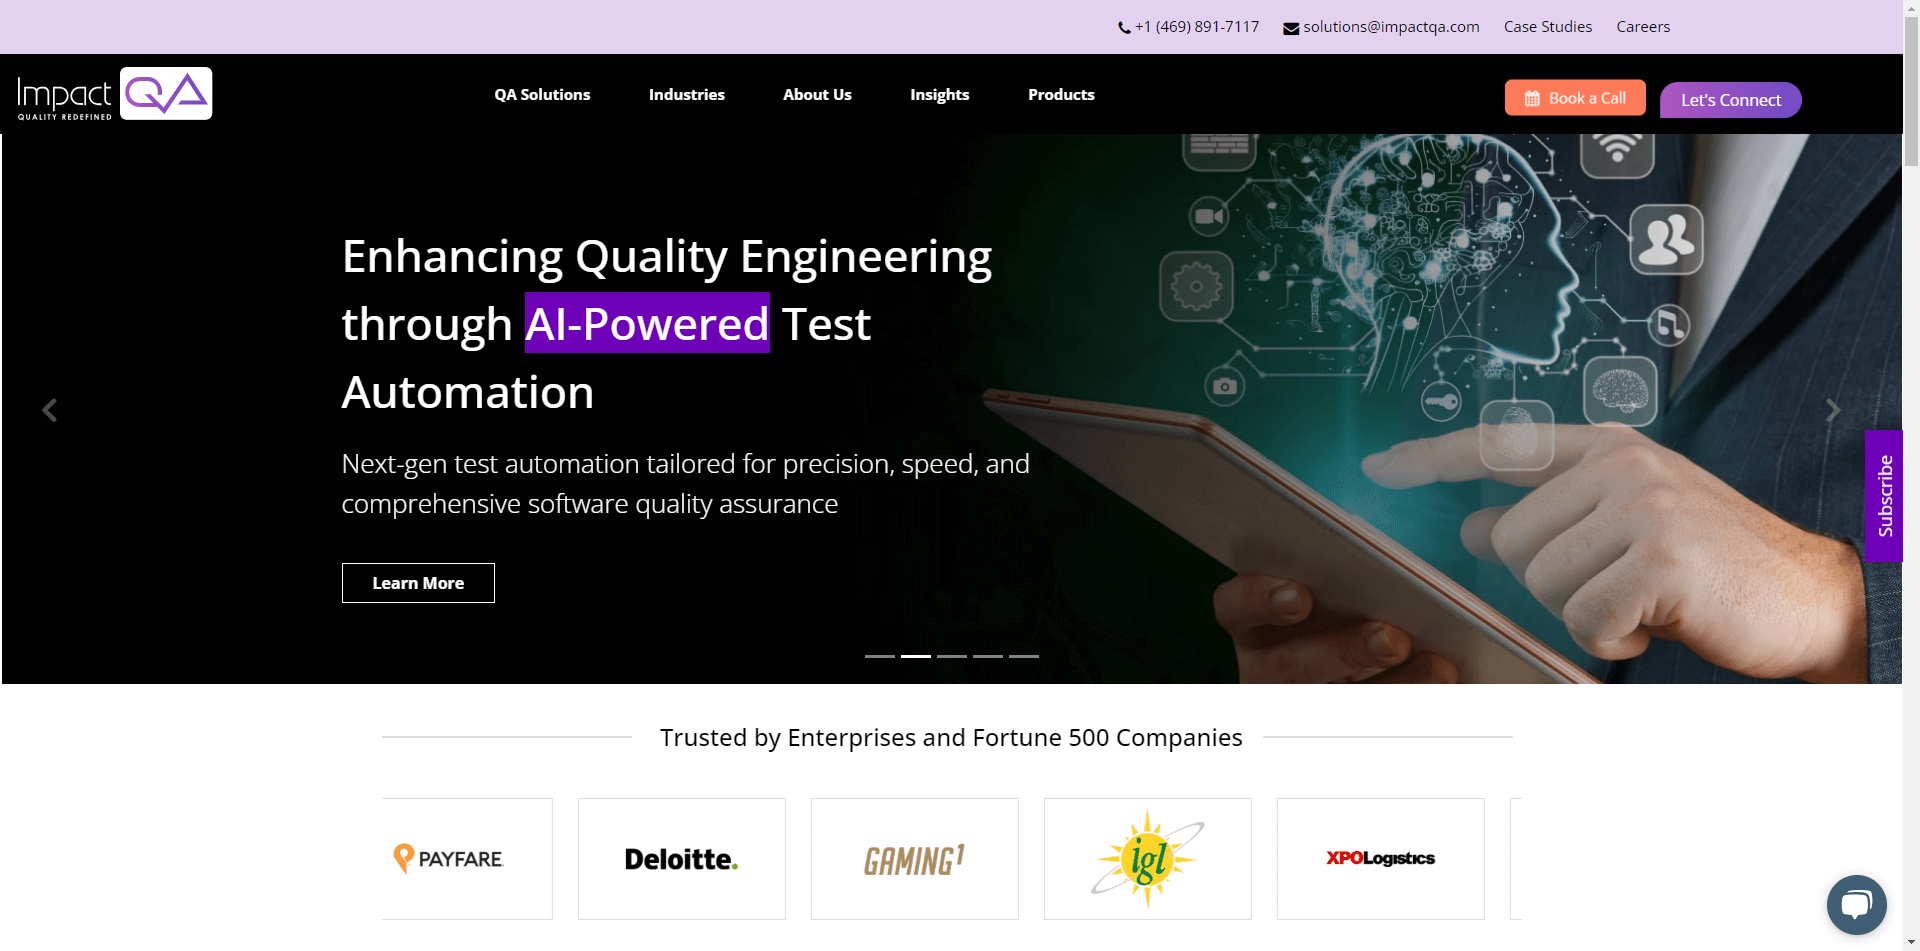 +1 (469) 891-7117 solutions@impactqa.com Case Studies Careers
Impact QA
QUALITY REDEFINED
QA Solutions Industries About Us Insights Products
Book a Call Let's Connect
Enhancing Quality Engineering
through AI-Powered Test
Automation
Next-gen test automation tailored for precision, speed, and
comprehensive software quality assurance
Learn More
Subscribe
Trusted by Enterprises and Fortune 500 Companies
PAYFARE Deloitte. GAMING1 igl XPOLogistics